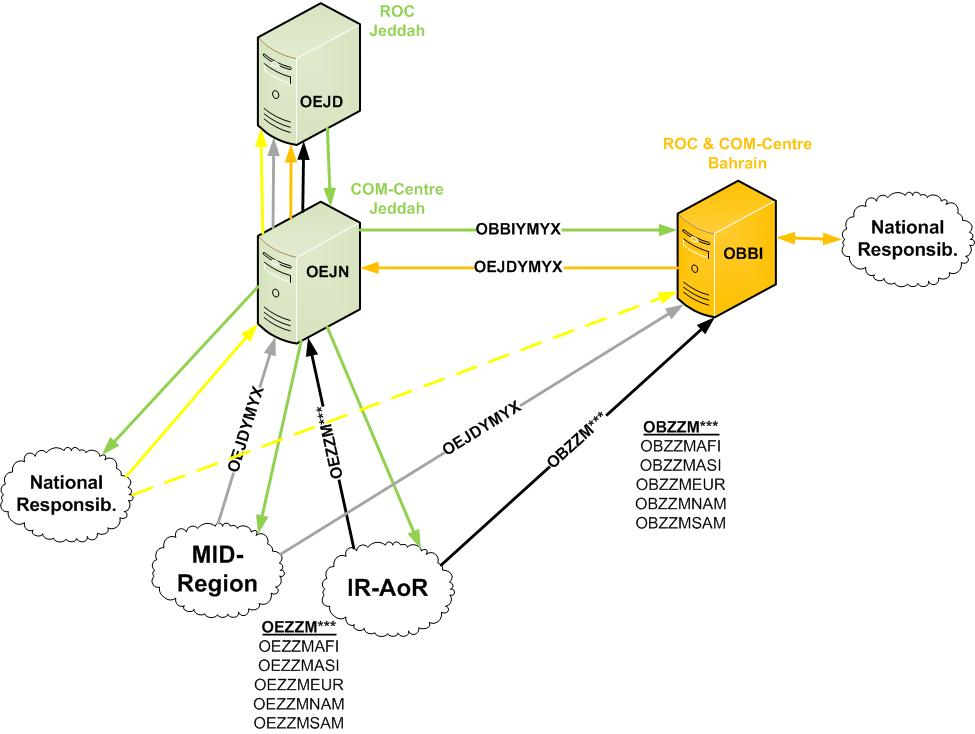 ROC
Jeddah
OEJD
ROC & COM-Centre
Bahrain
COM-Centre
Jeddah
OBBIYMYX
National
Responsib.
OBBI
OEJN
OEJDYMYX
OEJDYMYX
OEZZM***
OEJDYMYX
OBZZM***
OBZZM***
OBZZMAFI
OBZZMASI
OBZZMEUR
OBZZMNAM
OBZZMSAM
National
Responsib.
MID-
Region
IR-AoR
OEZZM***
OEZZMAFI
OEZZMASI
OEZZMEUR
OEZZMNAM
OEZZMSAM